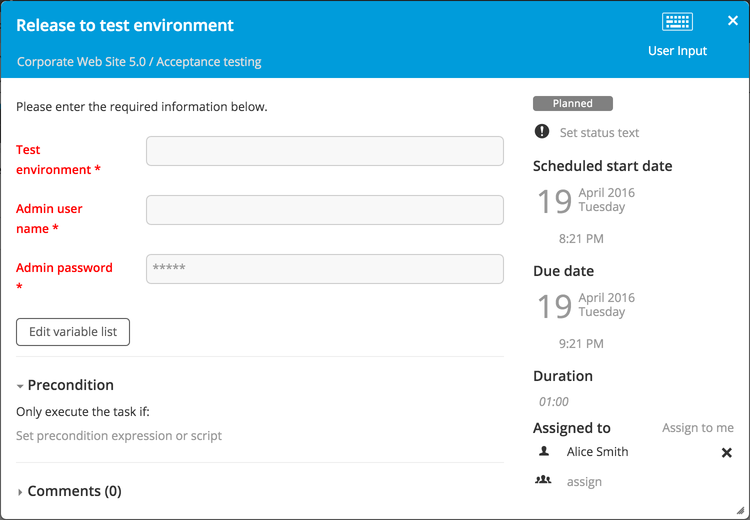 Release to test environment
User Input
Corporate Web Site 5.0 / Acceptance testing
Please enter the required information below.
Test
environment *
Admin user
name *
Admin password
*
*****
Edit variable list
Precondition
Only execute the task if:
Set precondition expression or script
Comments (0)
Planned
Set status text
Scheduled start date
19
April 2016
Tuesday
8:21 PM
Due date
19
April 2016
Tuesday
9:21 PM
Duration
01:00
Assigned to
Assign to me
Alice Smith
assign